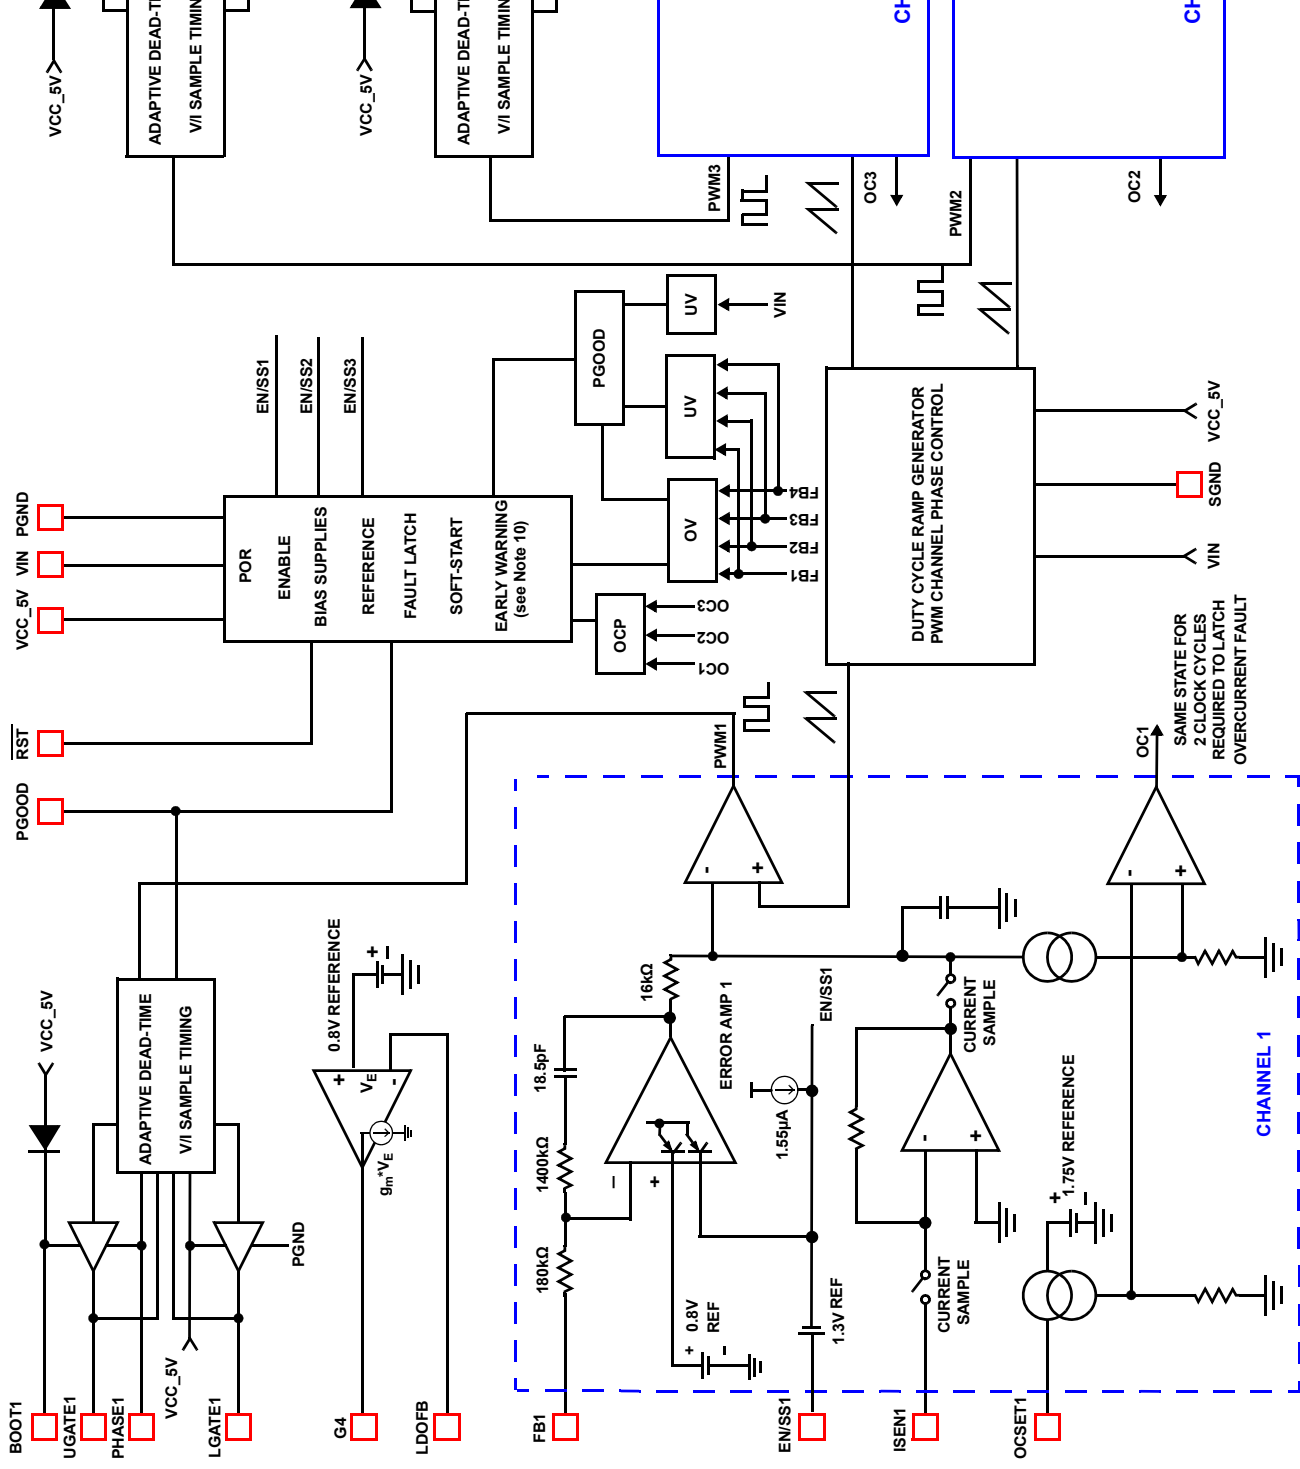 VCC_5V
ADAPTIVE DEAD-TI
V/I SAMPLE TIMIN
VCC_5V
ADAPTIVE DEAD-TI
V/I SAMPLE TIMIN
CH
CH
PWM3
OC3
PWM2
OC2
EN/SS1
EN/SS2
EN/SS3
PGOOD
UV
VIN
UV
OV
FB4
FB3
FB2
FB1
OCP
OC3
OC2
OC1
PGND
VIN
VCC_5V
RST
PGOOD
POR
ENABLE
BIAS SUPPLIES
REFERENCE
FAULT LATCH
SOFT-START
EARLY WARNING
(see Note 10)
DUTY CYCLE RAMP GENERATOR
PWM CHANNEL PHASE CONTROL
VCC_5V
SGND
VIN
PWM1
OC1
SAME STATE FOR
2 CLOCK CYCLES
REQUIRED TO LATCH
OVERCURRENT FAULT
VCC_5V
ADAPTIVE DEAD-TIME
V/I SAMPLE TIMING
PGND
VCC_5V
BOOT1
UGATE1
PHASE1
LGATE1
0.8V REFERENCE
+
-
+
VE
-
gm*VE
G4
LDOFB
-
+
16kΩ
18.5pF
1400kΩ
180kΩ
ERROR AMP 1
–
+
EN/SS1
1.55µA
+
0.8V
REF
-
1.3V REF
CURRENT
SAMPLE
-
+
CURRENT
SAMPLE
1.75V REFERENCE
+
-
-
+
CHANNEL 1
FB1
EN/SS1
ISEN1
OCSET1